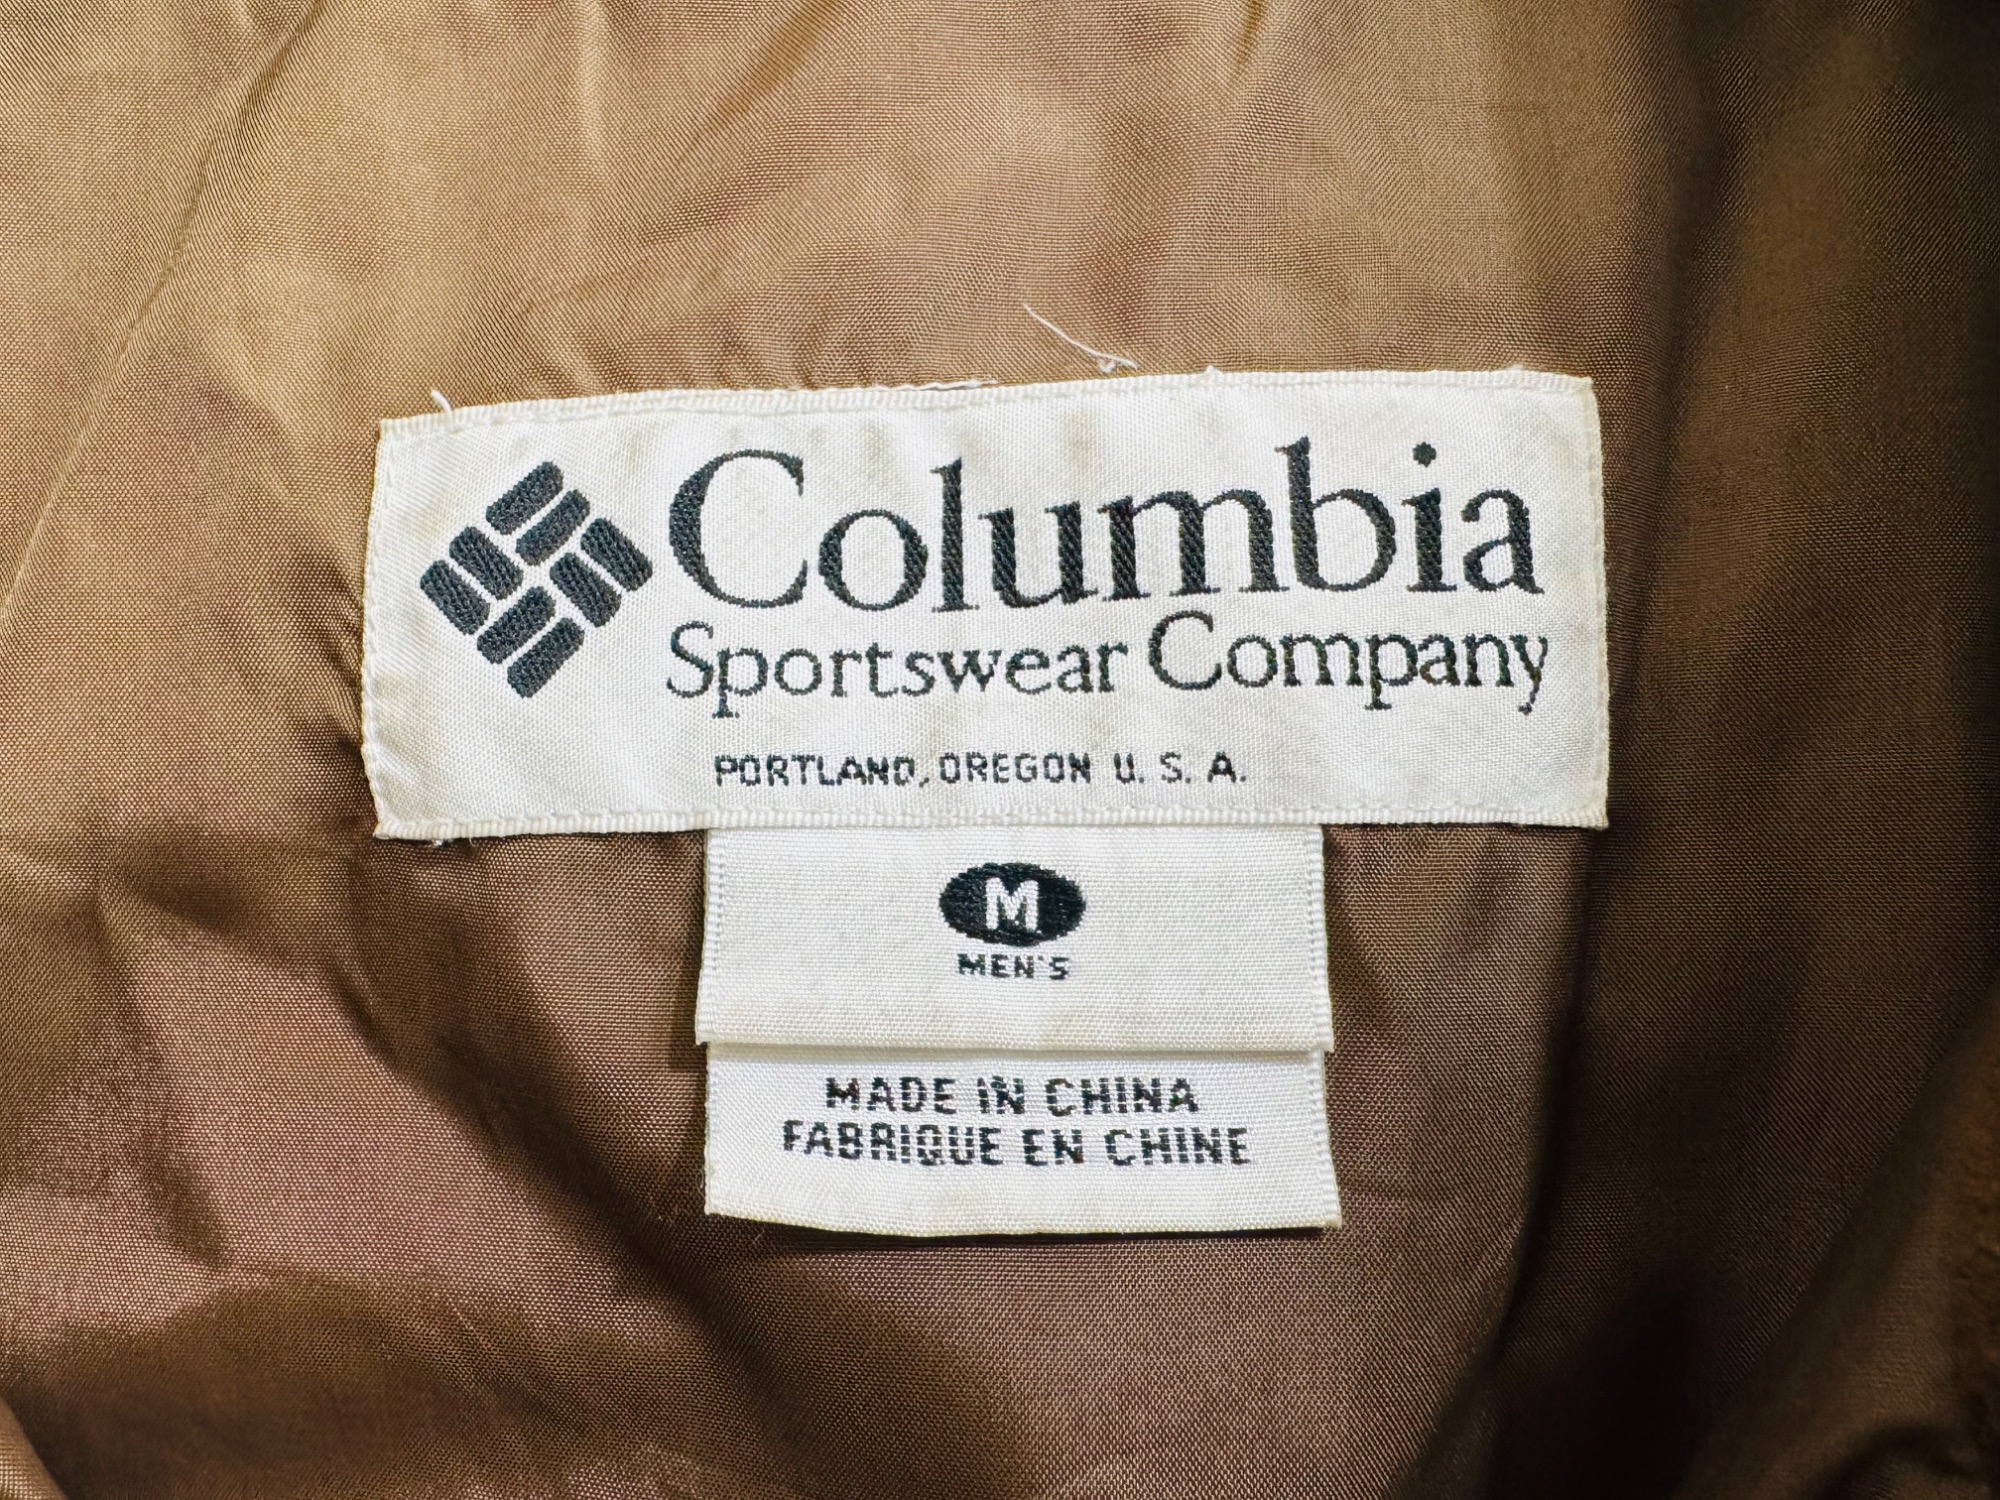 Columbia
Sportswear Company
PORTLAND, OREGON U. S. A.
M
MEN'S
MADE IN CHINA
FABRIQUE EN CHINE